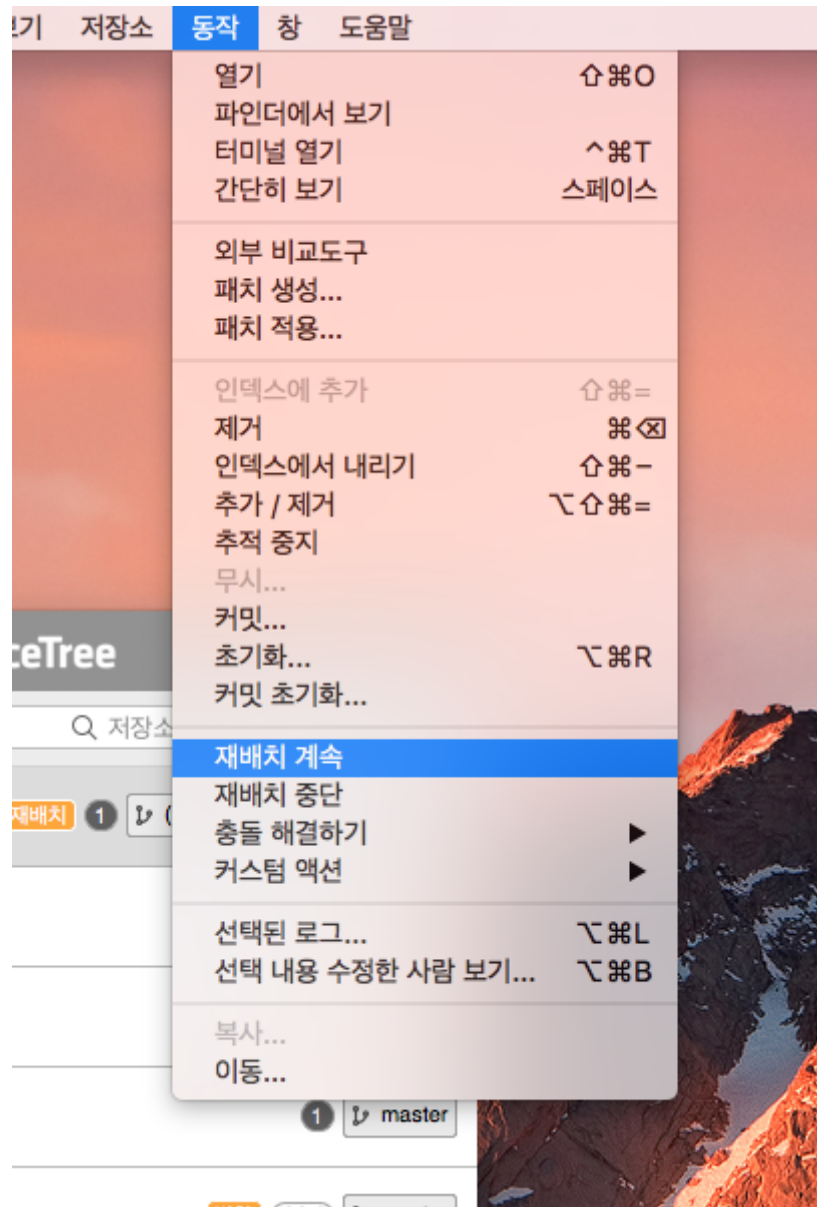 저장소 동작 창 도움말
열기 ⇧⌘O
파인더에서 보기
터미널 열기 ^⌘T
간단히 보기 스페이스
외부 비교도구
패치 생성...
패치 적용...
인덱스에 추가 ⇧⌘=
제거 ⌘⌫
인덱스에서 내리기 ⇧⌘-
추가 / 제거 ⌥⇧⌘=
추적 중지
무시...
커밋...
초기화... ⌥⌘R
커밋 초기화...
재배치 계속
재배치 중단
충돌 해결하기 ▶
커스텀 액션 ▶
선택된 로그... ⌥⌘L
선택 내용 수정한 사람 보기... ⌥⌘B
복사...
이동...
ceTree
저장소
재배치 1 (
1 master